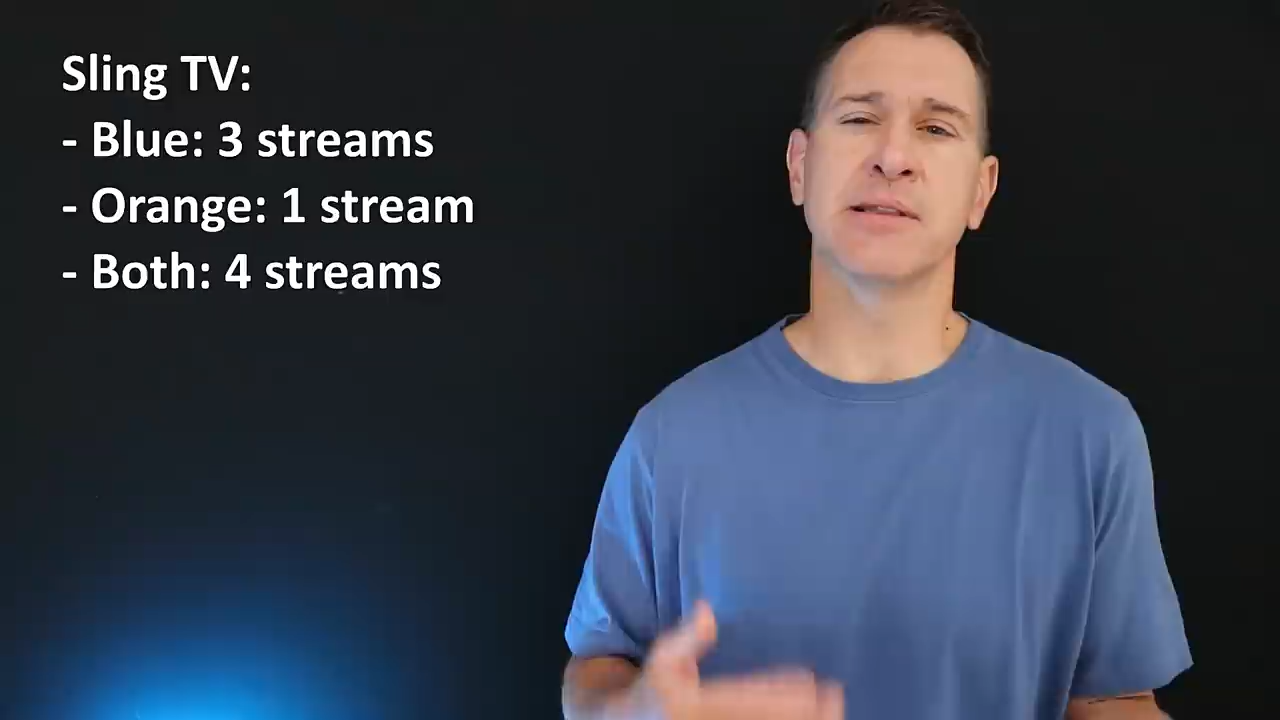 Sling TV:
- Blue: 3 streams
- Orange: 1 stream
- Both: 4 streams